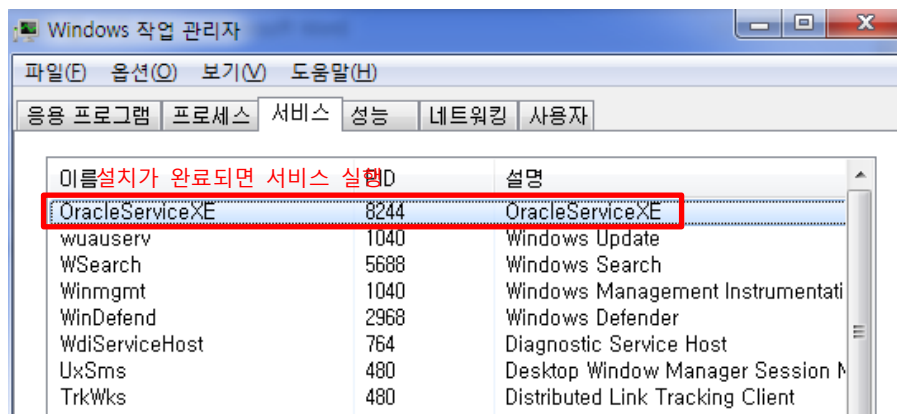 Windows 작업 관리자
파일(F) 옵션(O) 보기(V) 도움말(H)
응용 프로그램 프로세스 서비스 성능 네트워킹 사용자
이름 설치가 완료되면 서비스 실행 PID 설명
OracleServiceXE 8244 OracleServiceXE
wuauserv 1040 Windows Update
WSearch 5688 Windows Search
Winmgmt 1040 Windows Management Instrumentati
WinDefend 2968 Windows Defender
WdiServiceHost 764 Diagnostic Service Host
UxSms 480 Desktop Window Manager Session M
TrkWks 480 Distributed Link Tracking Client